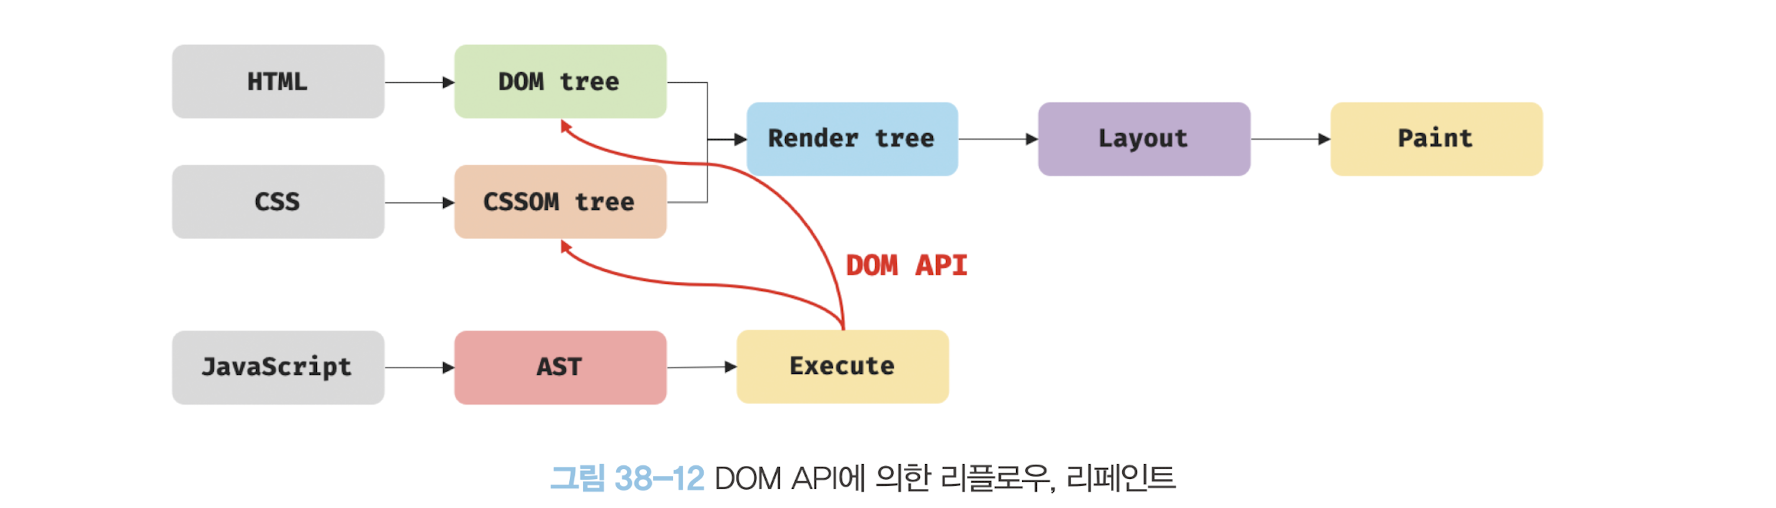 HTML
DOM tree
Render tree
Layout
Paint
CSS
CSSOM tree
DOM API
JavaScript
AST
Execute
그림 38-12 DOM API에 의한 리플로우, 리페인트